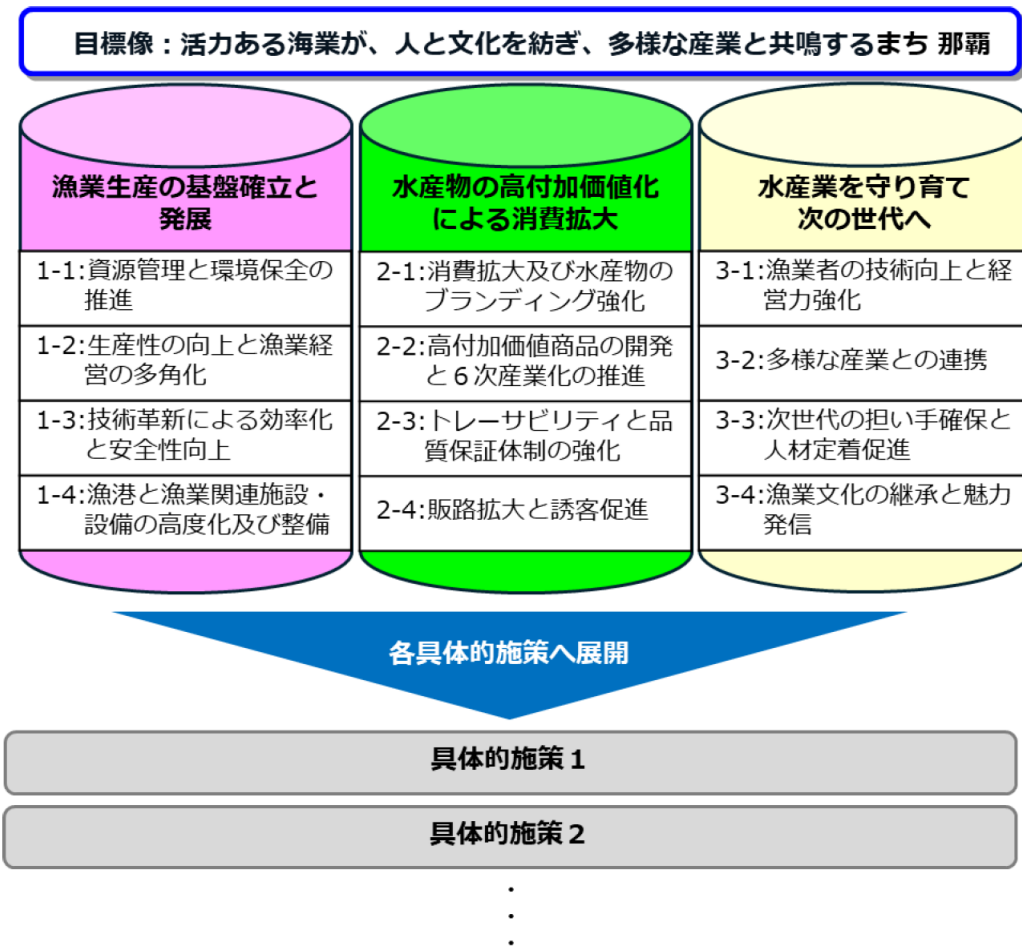 目標像：活力ある海業が、人と文化を紡ぎ、多様な産業と共鳴するまち 那覇
漁業生産の基盤確立と
発展
1-1:資源管理と環境保全の
推進
1-2:生産性の向上と漁業経
営の多角化
1-3:技術革新による効率化
と安全性向上
1-4:漁港と漁業関連施設・
設備の高度化及び整備
水産物の高付加価値化
による消費拡大
2-1:消費拡大及び水産物の
ブランディング強化
2-2:高付加価値商品の開発
と６次産業化の推進
2-3:トレーサビリティと品
質保証体制の強化
2-4:販路拡大と誘客促進
水産業を守り育て
次の世代へ
3-1:漁業者の技術向上と経
営力強化
3-2:多様な産業との連携
3-3:次世代の担い手確保と
人材定着促進
3-4:漁業文化の継承と魅力
発信
各具体的施策へ展開
具体的施策１
具体的施策２
・
・
・